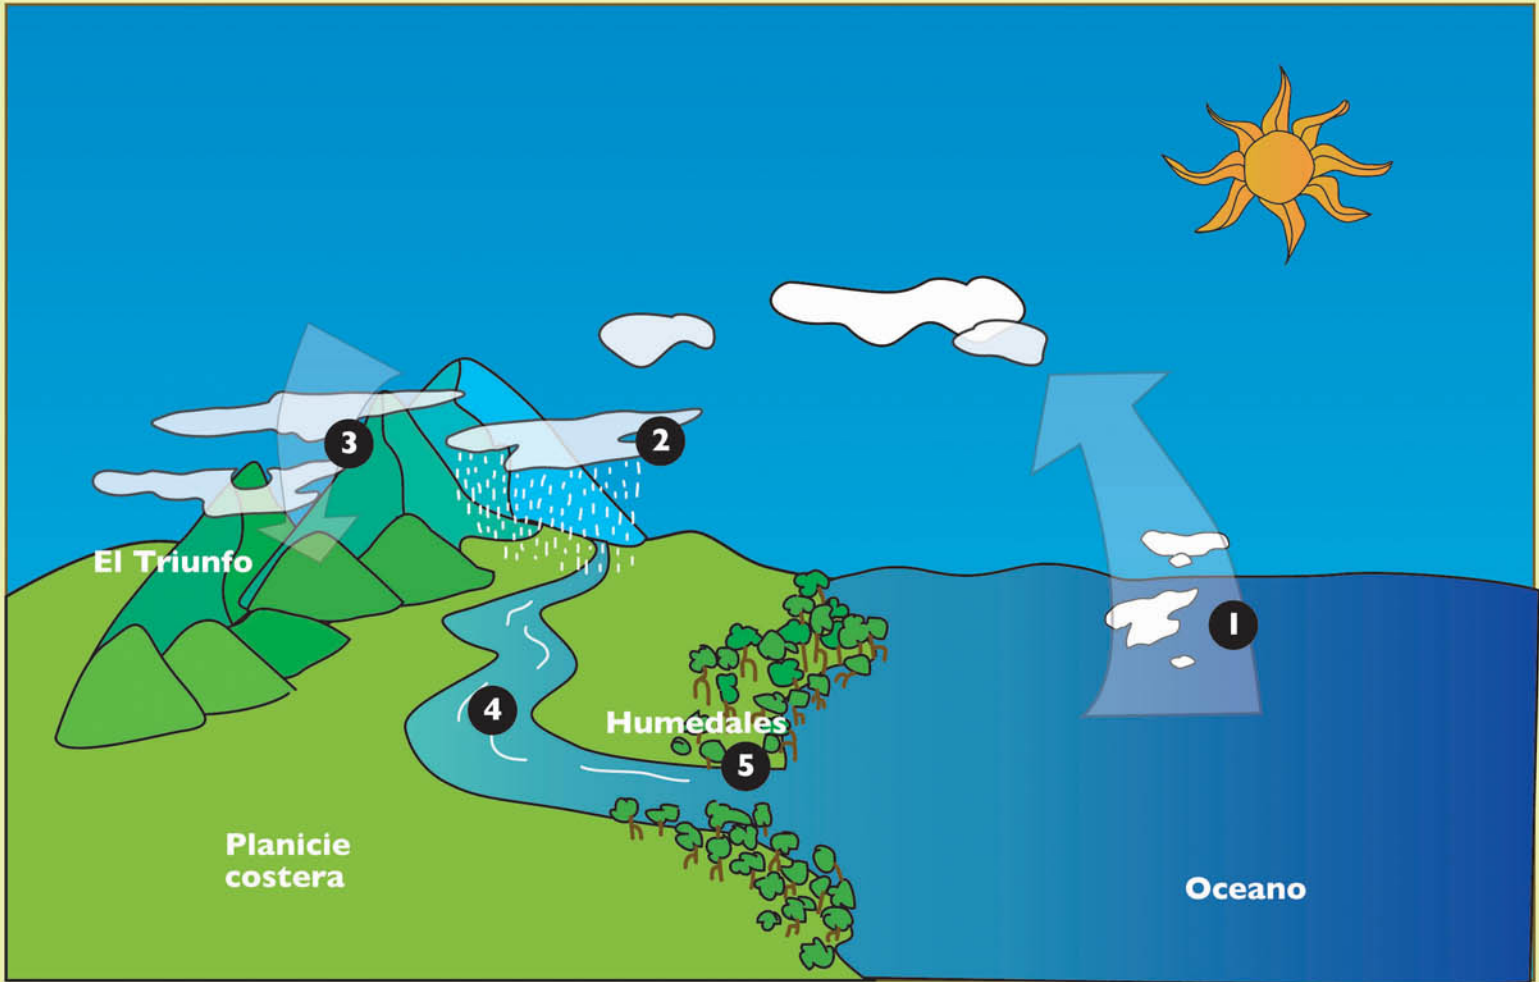 3
2
El Triunfo
1
4
Humedales
5
Planicie
costera
Oceano